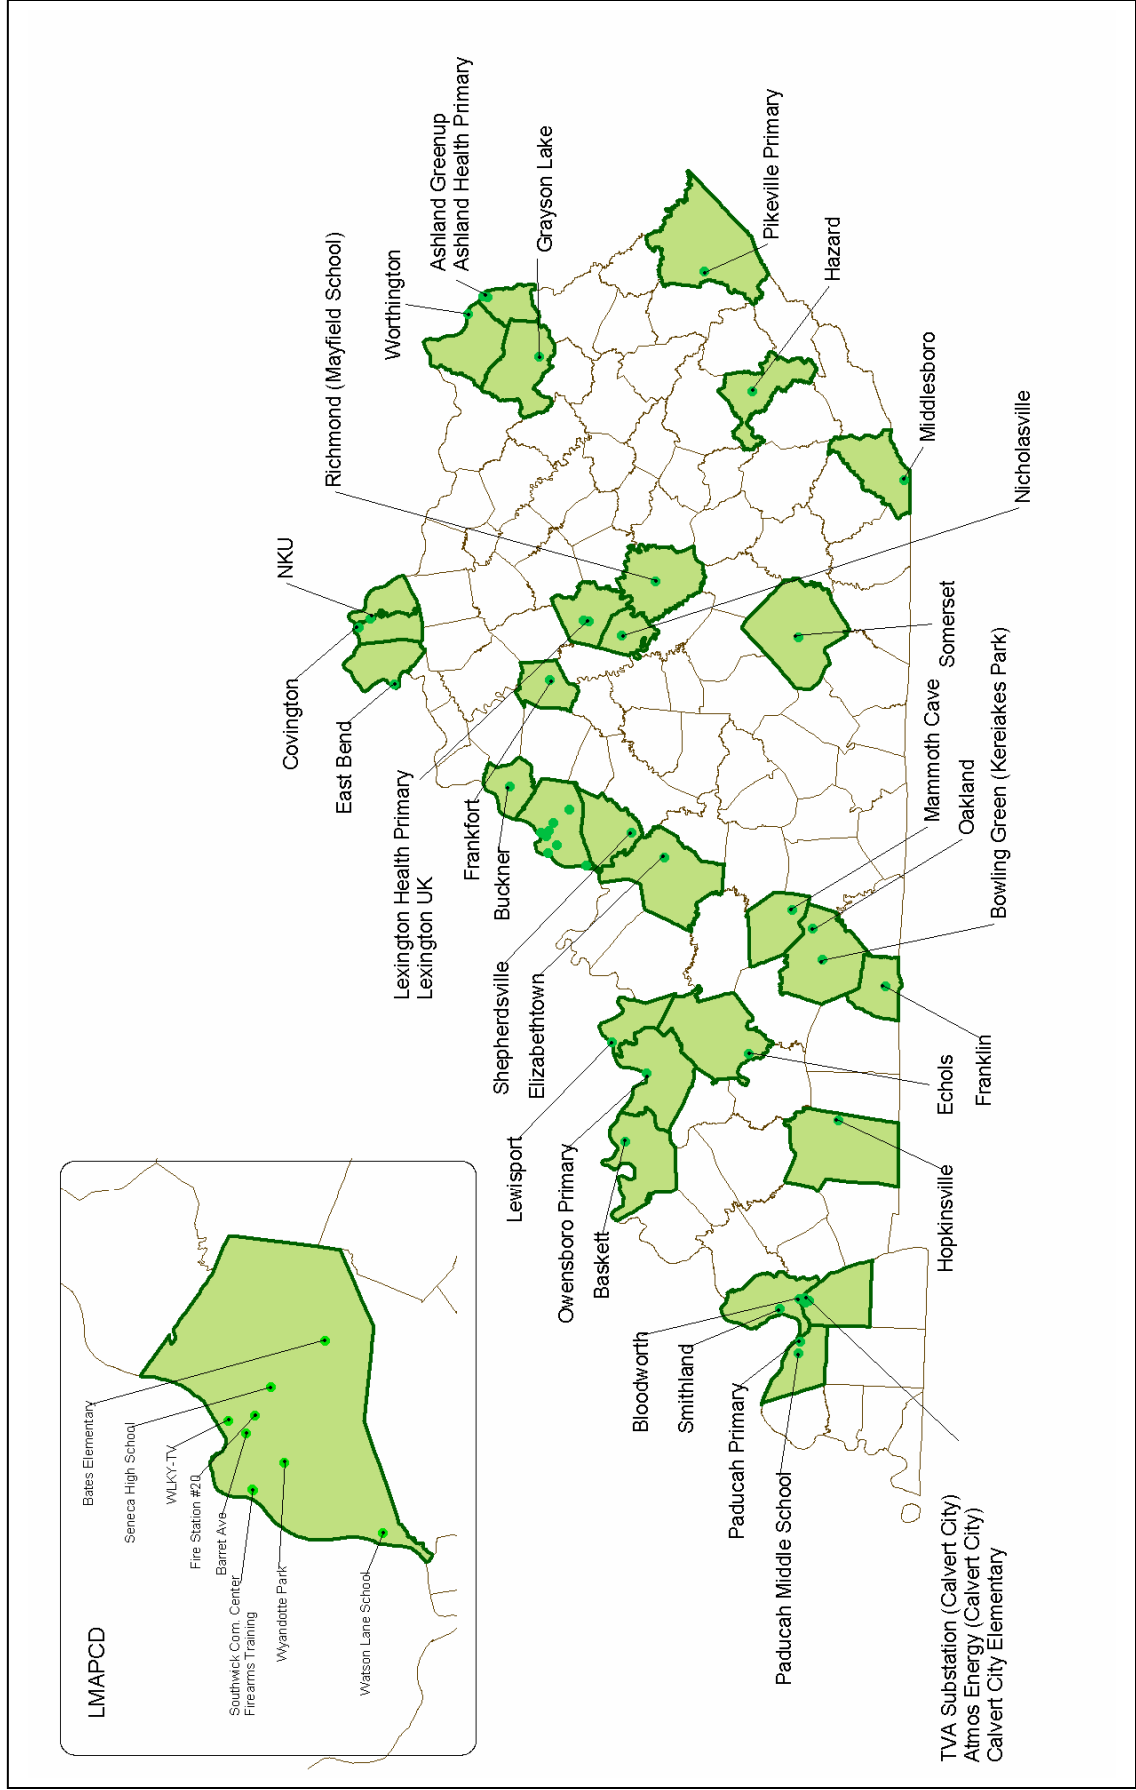 LMAPCD
Bates Elementary
Seneca High School
WLKY-TV
Fire Station #20
Barret Ave
Southwick Com. Center
Firearms Training
Wyandotte Park
Watson Lane School
NKU
Covington
East Bend
Richmond (Mayfield School)
Worthington
Ashland Greenup
Ashland Health Primary
Grayson Lake
Pikeville Primary
Hazard
Middlesboro
Nicholasville
Lexington Health Primary
Lexington UK
Frankfort
Buckner
Shepherdsville
Elizabethtown
Lewisport
Owensboro Primary
Baskett
Bloodworth
Smithland
Paducah Primary
Paducah Middle School
TVA Substation (Calvert City)
Atmos Energy (Calvert City)
Calvert City Elementary
Hopkinsville
Echols
Franklin
Bowling Green (Kereiakes Park)
Oakland
Mammoth Cave
Somerset